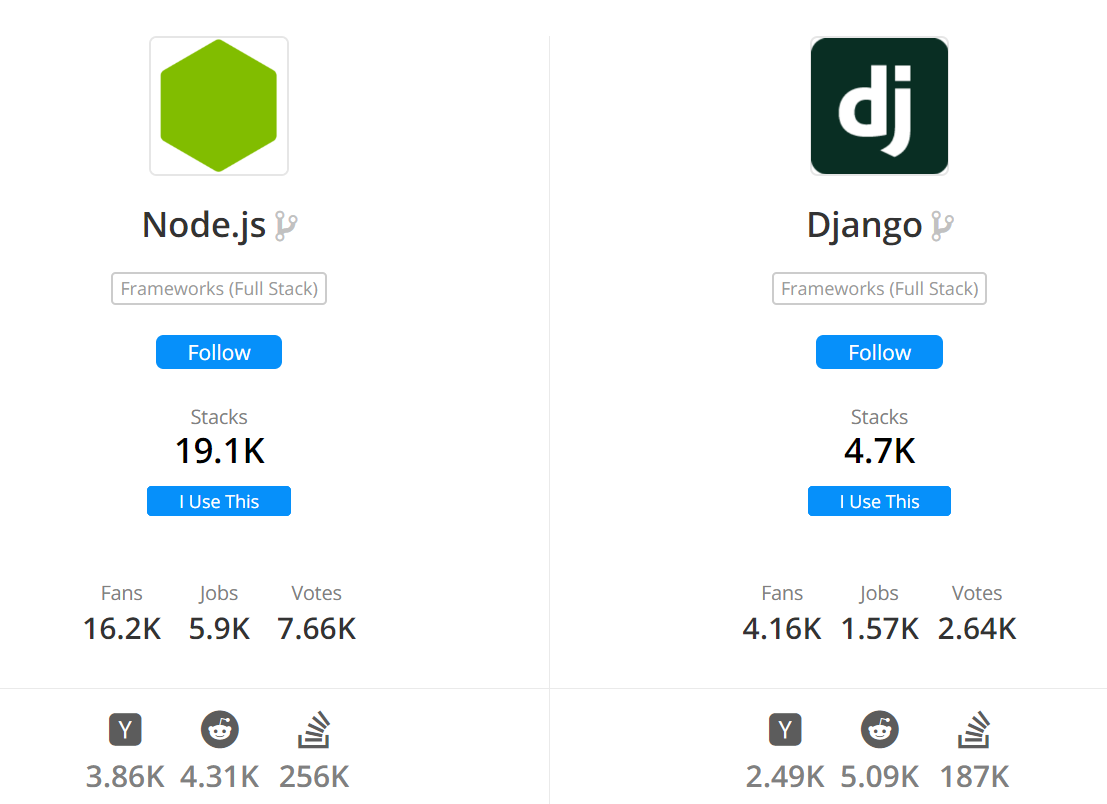 dj
Node.js
Django
Frameworks (Full Stack)
Frameworks (Full Stack)
Follow
Follow
Stacks
Stacks
19.1K
4.7K
I Use This
I Use This
Fans Jobs Votes
Fans Jobs Votes
16.2K 5.9K 7.66K
4.16K 1.57K 2.64K
Y
Y
3.86K 4.31K 256K
2.49K 5.09K 187K